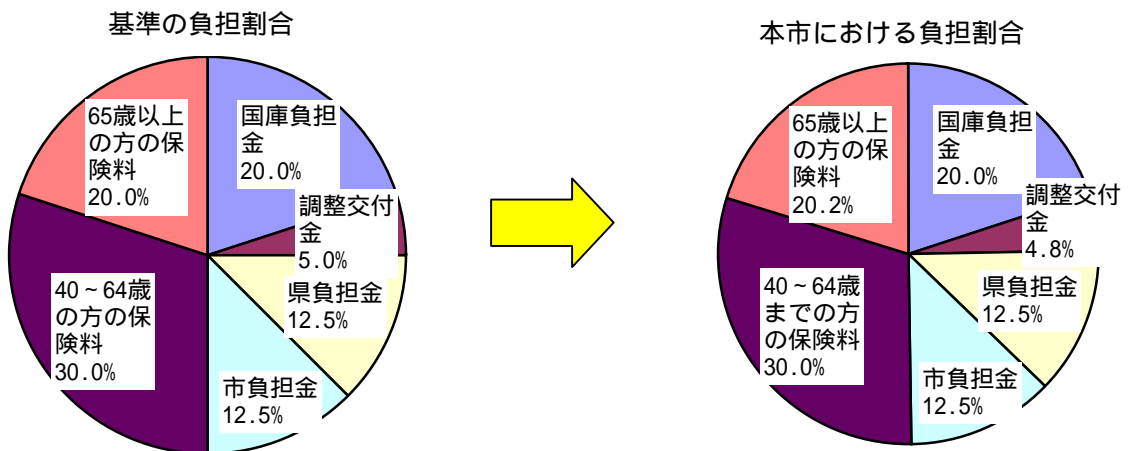 基準の負担割合
65歳以上
の方の保
険料
20.0%
国庫負担
金
20.0%
調整交付
金
5.0%
県負担金
12.5%
市負担金
12.5%
40～64歳
の方の保
険料
30.0%
本市における負担割合
65歳以上
の方の保
険料
20.2%
国庫負担
金
20.0%
調整交付
金
4.8%
県負担金
12.5%
市負担金
12.5%
40～64歳
までの方
の保険料
30.0%